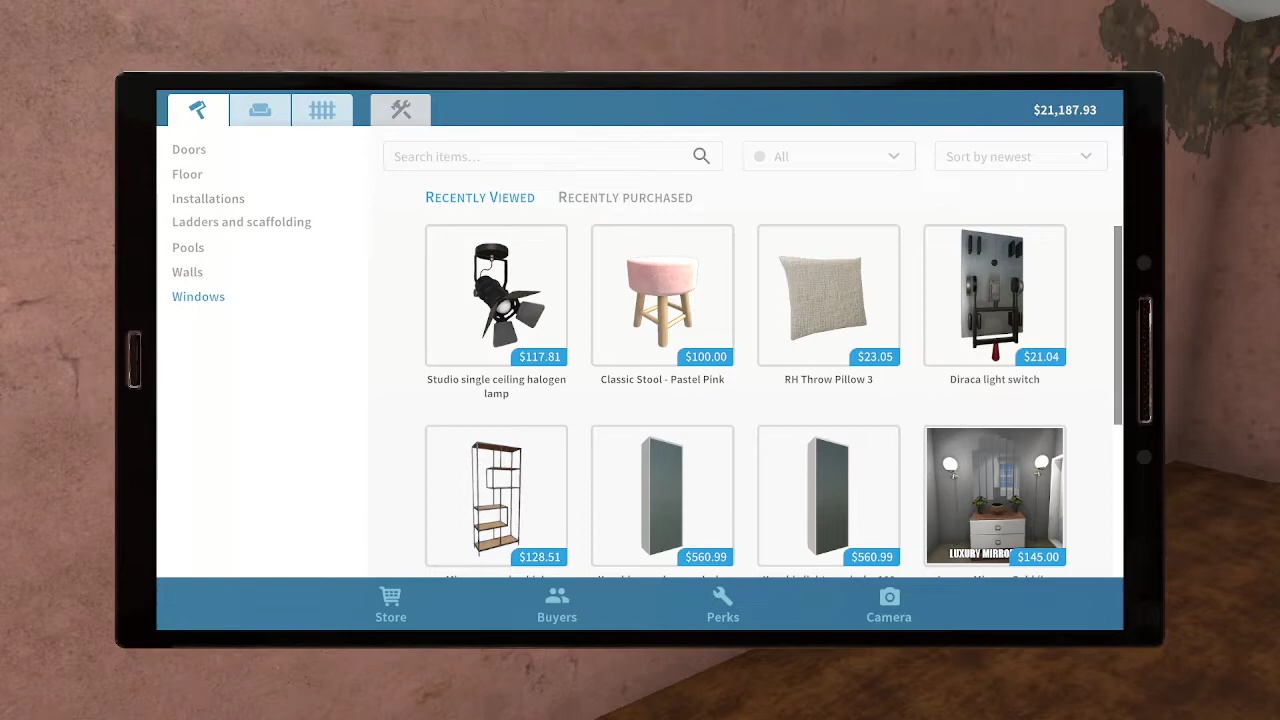 $21,187.93
Doors
Floor
Installations
Ladders and scaffolding
Pools
Walls
Windows
Search items...
All
Sort by newest
RECENTLY VIEWED
RECENTLY PURCHASED
$117.81
$100.00
$23.05
$21.04
Studio single ceiling halogen
lamp
Classic Stool - Pastel Pink
RH Throw Pillow 3
Diraca light switch
$128.51
$560.99
$560.99
LUXURY MIRRO
$145.00
Store
Buyers
Perks
Camera